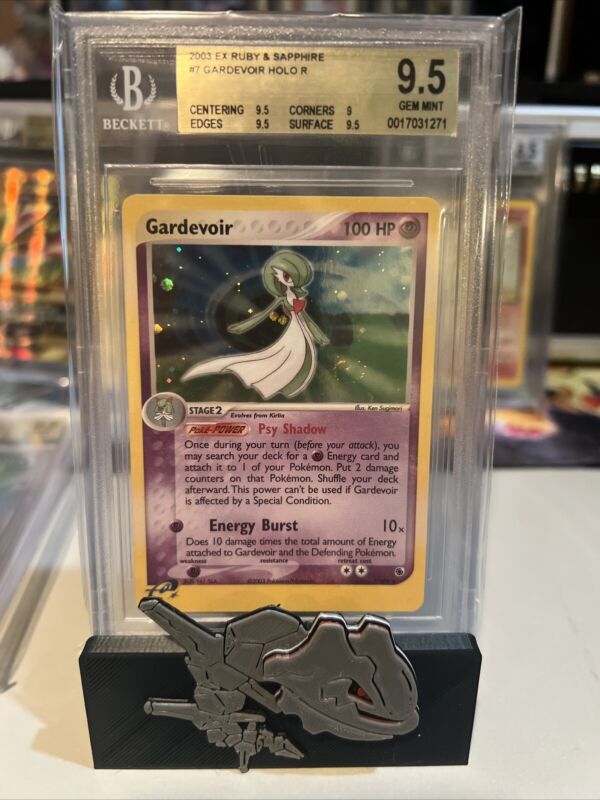 2003 EX RUBY & SAPPHIRE
#7 GARDEVOIR HOLO R
CENTERING 9.5 CORNERS 9
EDGES 9.5 SURFACE 9.5
9.5
GEM MINT
0017031271
B
BECKETT
8.5
Gardevoir 100 HP
Illus. Ken Sugimori
STAGE2 Evolves from Kirlia
Poké-POWER Psy Shadow
Once during your turn (before your attack), you
may search your deck for a Energy card and
attach it to 1 of your Pokémon. Put 2 damage
counters on that Pokémon. Shuffle your deck
afterward. This power can't be used if Gardevoir
is affected by a Special Condition.
Energy Burst 10x
Does 10 damage times the total amount of Energy
attached to Gardevoir and the Defending Pokémon.
weakness resistance retreat cost
©2003 Pokémon/Nintendo